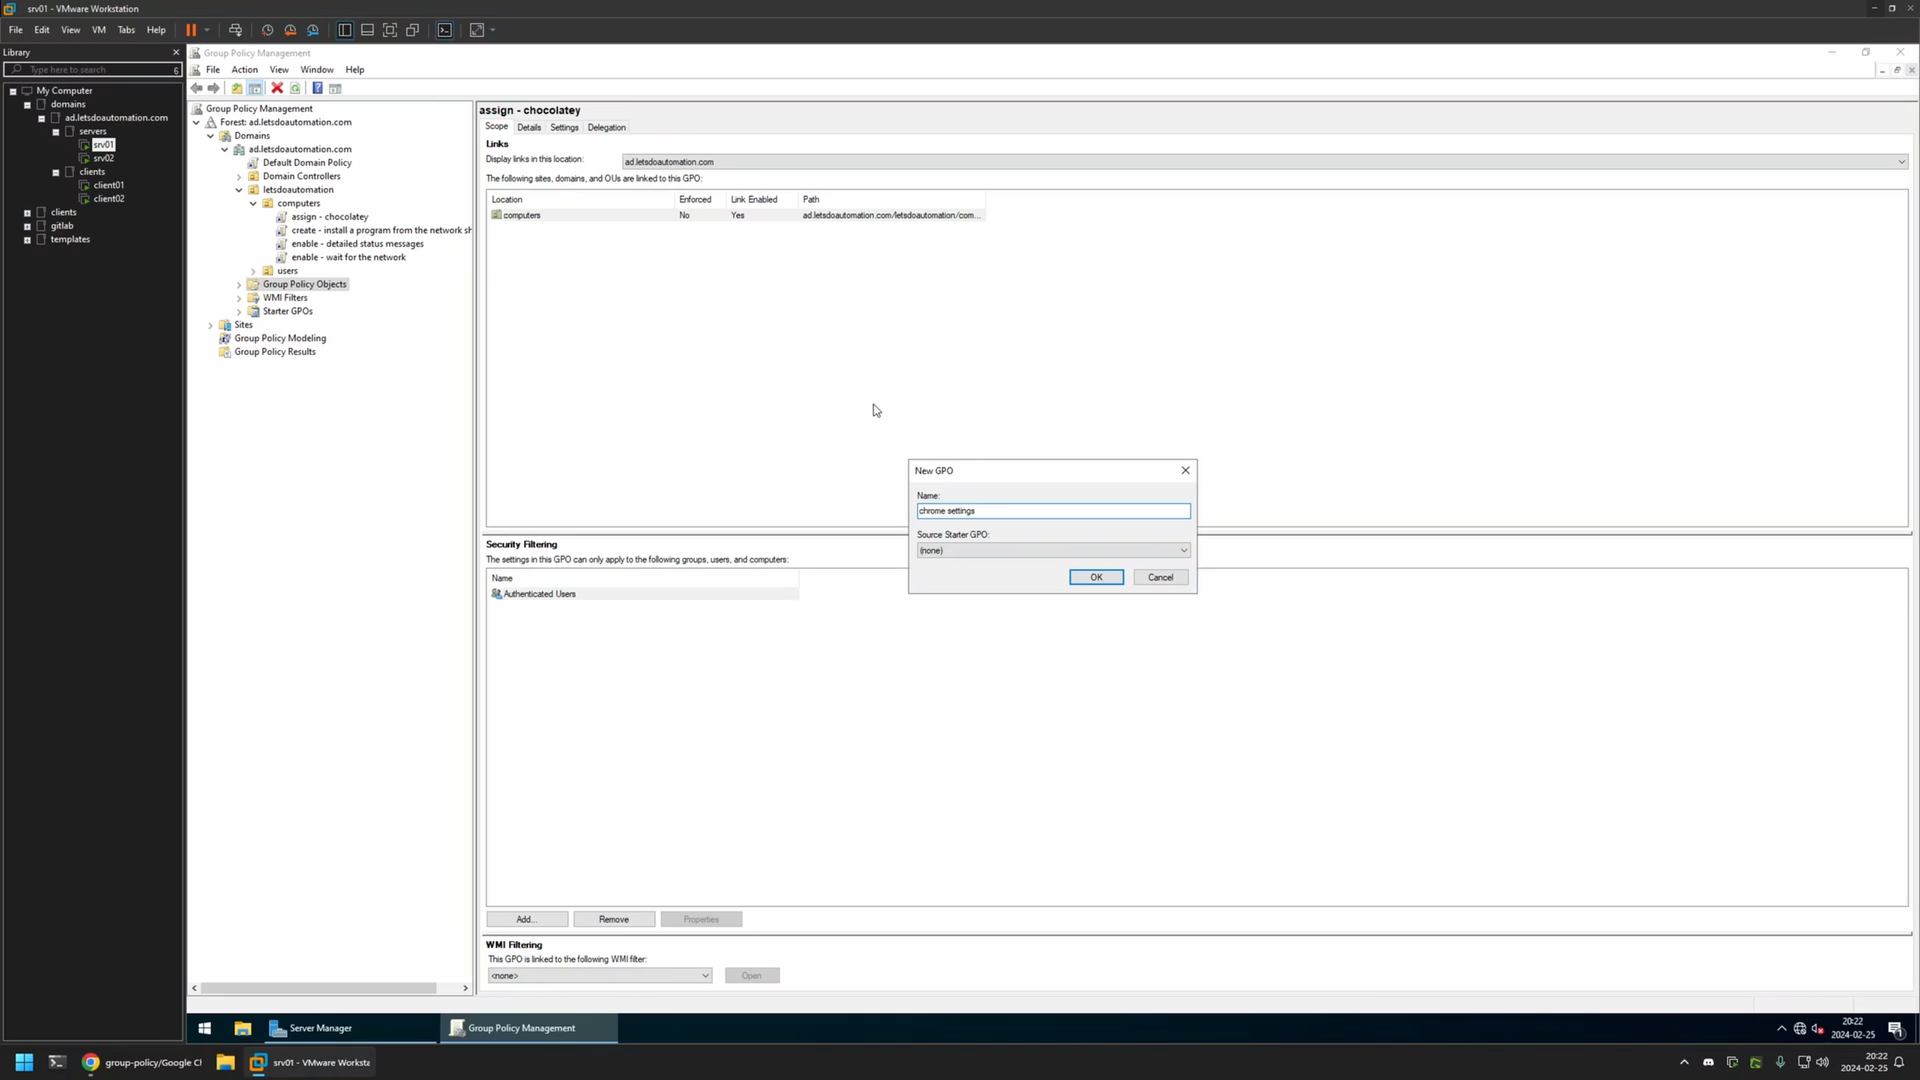 srv01 - VMware Workstation
File Edit View VM Tabs Help
Library
Type here to search
My Computer
domains
ad.letsdoautomation.com
servers
srv01
srv02
clients
client01
client02
clients
gitlab
templates
Group Policy Management
File Action View Window Help
Group Policy Management
Forest: ad.letsdoautomation.com
Domains
ad.letsdoautomation.com
Default Domain Policy
Domain Controllers
letsdoautomation
computers
assign - chocolatey
create - install a program from the network sh
enable - detailed status messages
enable - wait for the network
users
Group Policy Objects
WMI Filters
Starter GPOs
Sites
Group Policy Modeling
Group Policy Results
assign - chocolatey
Scope Details Settings Delegation
Links
Display links in this location: ad.letsdoautomation.com
The following sites, domains, and OUs are linked to this GPO:
Location Enforced Link Enabled Path
computers No Yes ad.letsdoautomation.com/letsdoautomation/com...
New GPO
Name:
chrome settings
Source Starter GPO:
(none)
OK Cancel
Security Filtering
The settings in this GPO can only apply to the following groups, users, and computers:
Name
Authenticated Users
Add... Remove Properties
WMI Filtering
This GPO is linked to the following WMI filter:
<none> Open
Server Manager Group Policy Management
20:22
2024-02-25
1
group-policy/Google Cl srv01 - VMware Worksta
20:22
2024-02-25